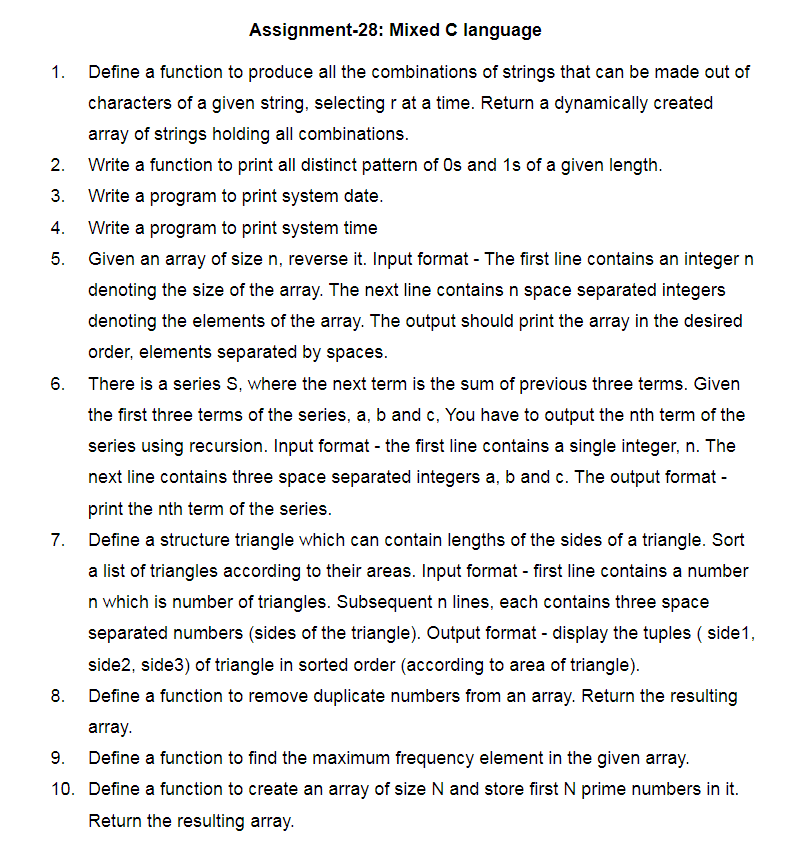 Assignment-28: Mixed C language
1. Define a function to produce all the combinations of strings that can be made out of
characters of a given string, selecting r at a time. Return a dynamically created
array of strings holding all combinations.
2. Write a function to print all distinct pattern of 0s and 1s of a given length.
3. Write a program to print system date.
4. Write a program to print system time
5. Given an array of size n, reverse it. Input format - The first line contains an integer n
denoting the size of the array. The next line contains n space separated integers
denoting the elements of the array. The output should print the array in the desired
order, elements separated by spaces.
6. There is a series S, where the next term is the sum of previous three terms. Given
the first three terms of the series, a, b and c, You have to output the nth term of the
series using recursion. Input format - the first line contains a single integer, n. The
next line contains three space separated integers a, b and c. The output format -
print the nth term of the series.
7. Define a structure triangle which can contain lengths of the sides of a triangle. Sort
a list of triangles according to their areas. Input format - first line contains a number
n which is number of triangles. Subsequent n lines, each contains three space
separated numbers (sides of the triangle). Output format - display the tuples ( side1,
side2, side3) of triangle in sorted order (according to area of triangle).
8. Define a function to remove duplicate numbers from an array. Return the resulting
array.
9. Define a function to find the maximum frequency element in the given array.
10. Define a function to create an array of size N and store first N prime numbers in it.
Return the resulting array.